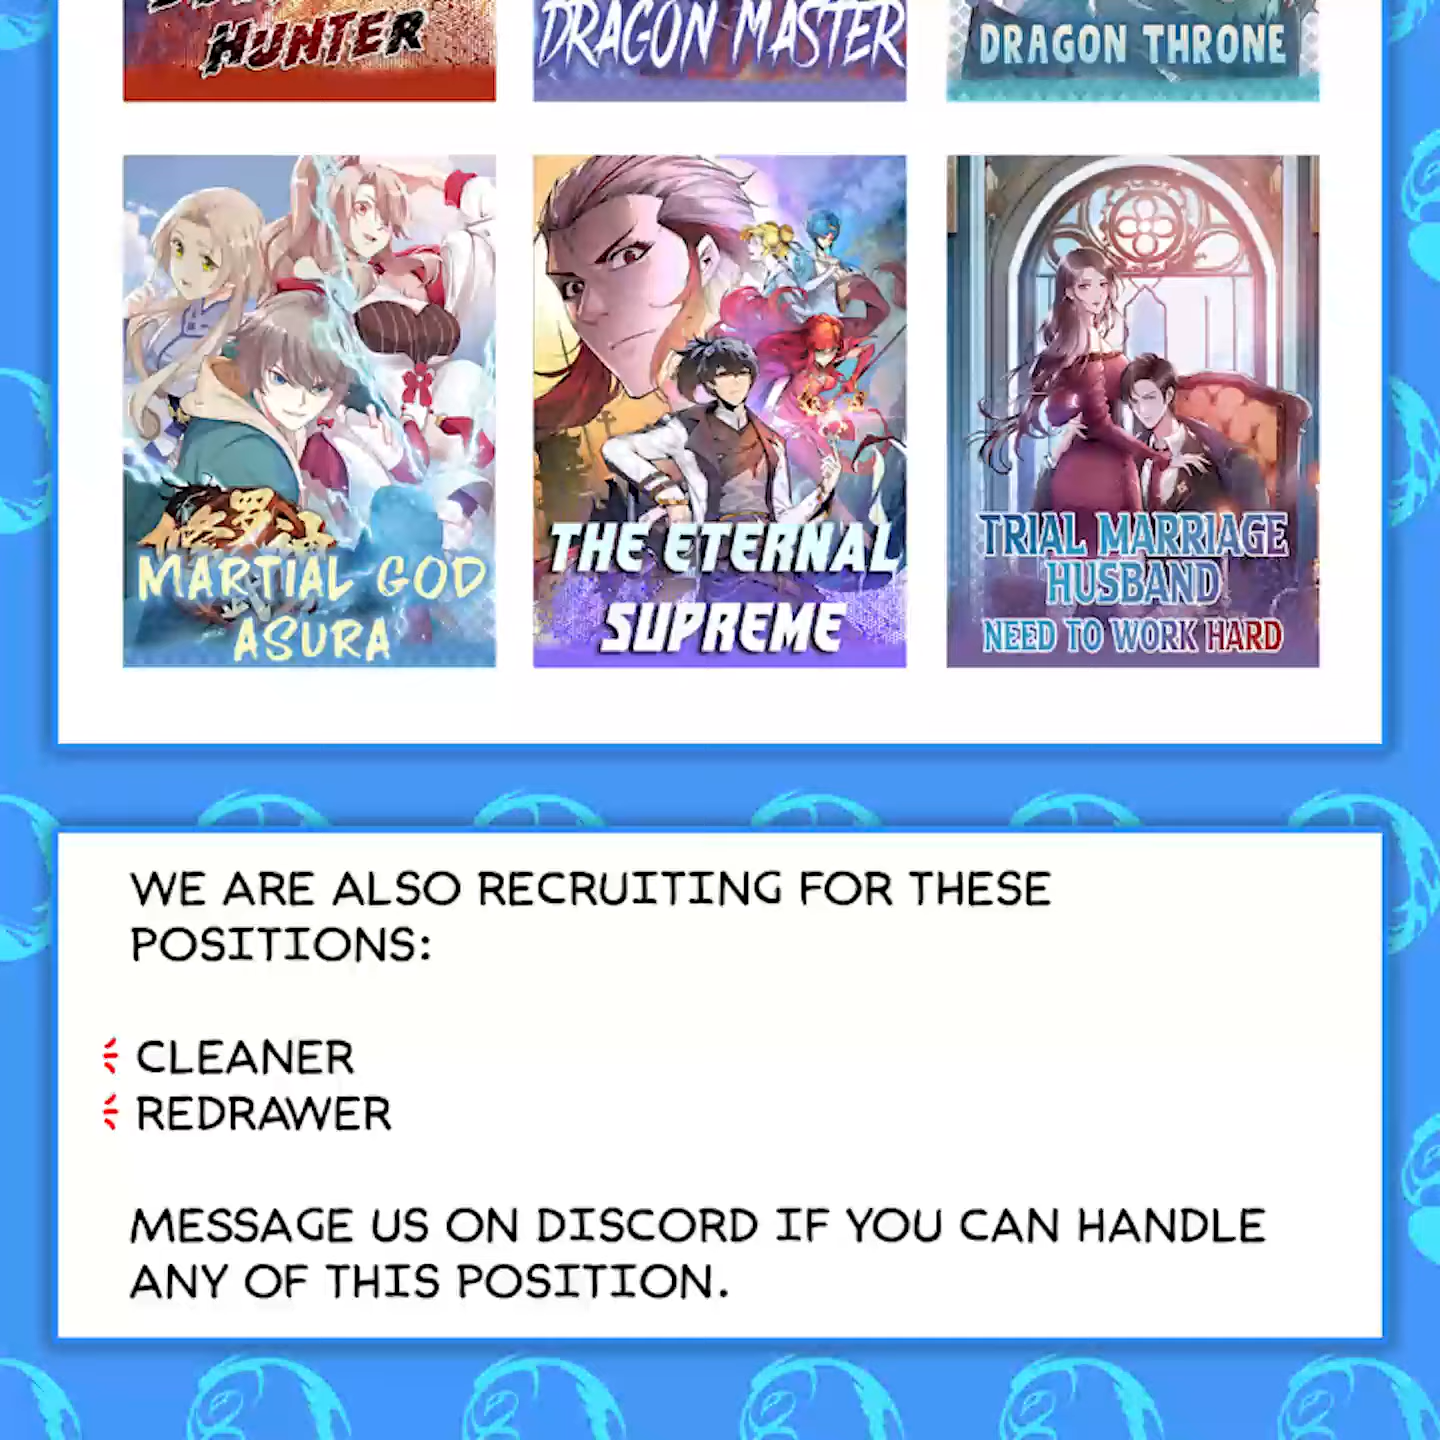 HUNTER
DRAGON MASTER
DRAGON THRONE
修罗
MARTIAL GOD
ASURA
THE ETERNAL
SUPREME
TRIAL MARRIAGE
HUSBAND
NEED TO WORK HARD
WE ARE ALSO RECRUITING FOR THESE
POSITIONS:
CLEANER
REDRAWER
MESSAGE US ON DISCORD IF YOU CAN HANDLE
ANY OF THIS POSITION.